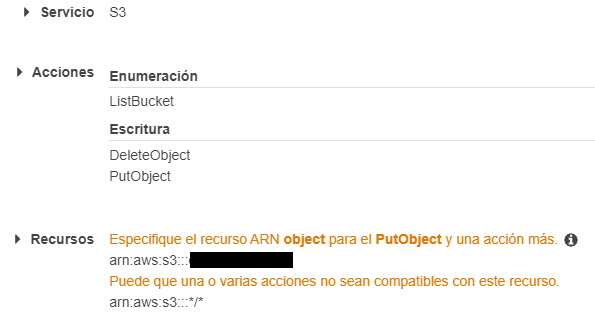 Servicio S3
Acciones Enumeración
ListBucket
Escritura
DeleteObject
PutObject
Recursos Especifique el recurso ARN object para el PutObject y una acción más.
arn:aws:s3:::
Puede que una o varias acciones no sean compatibles con este recurso.
arn:aws:s3:::*/*